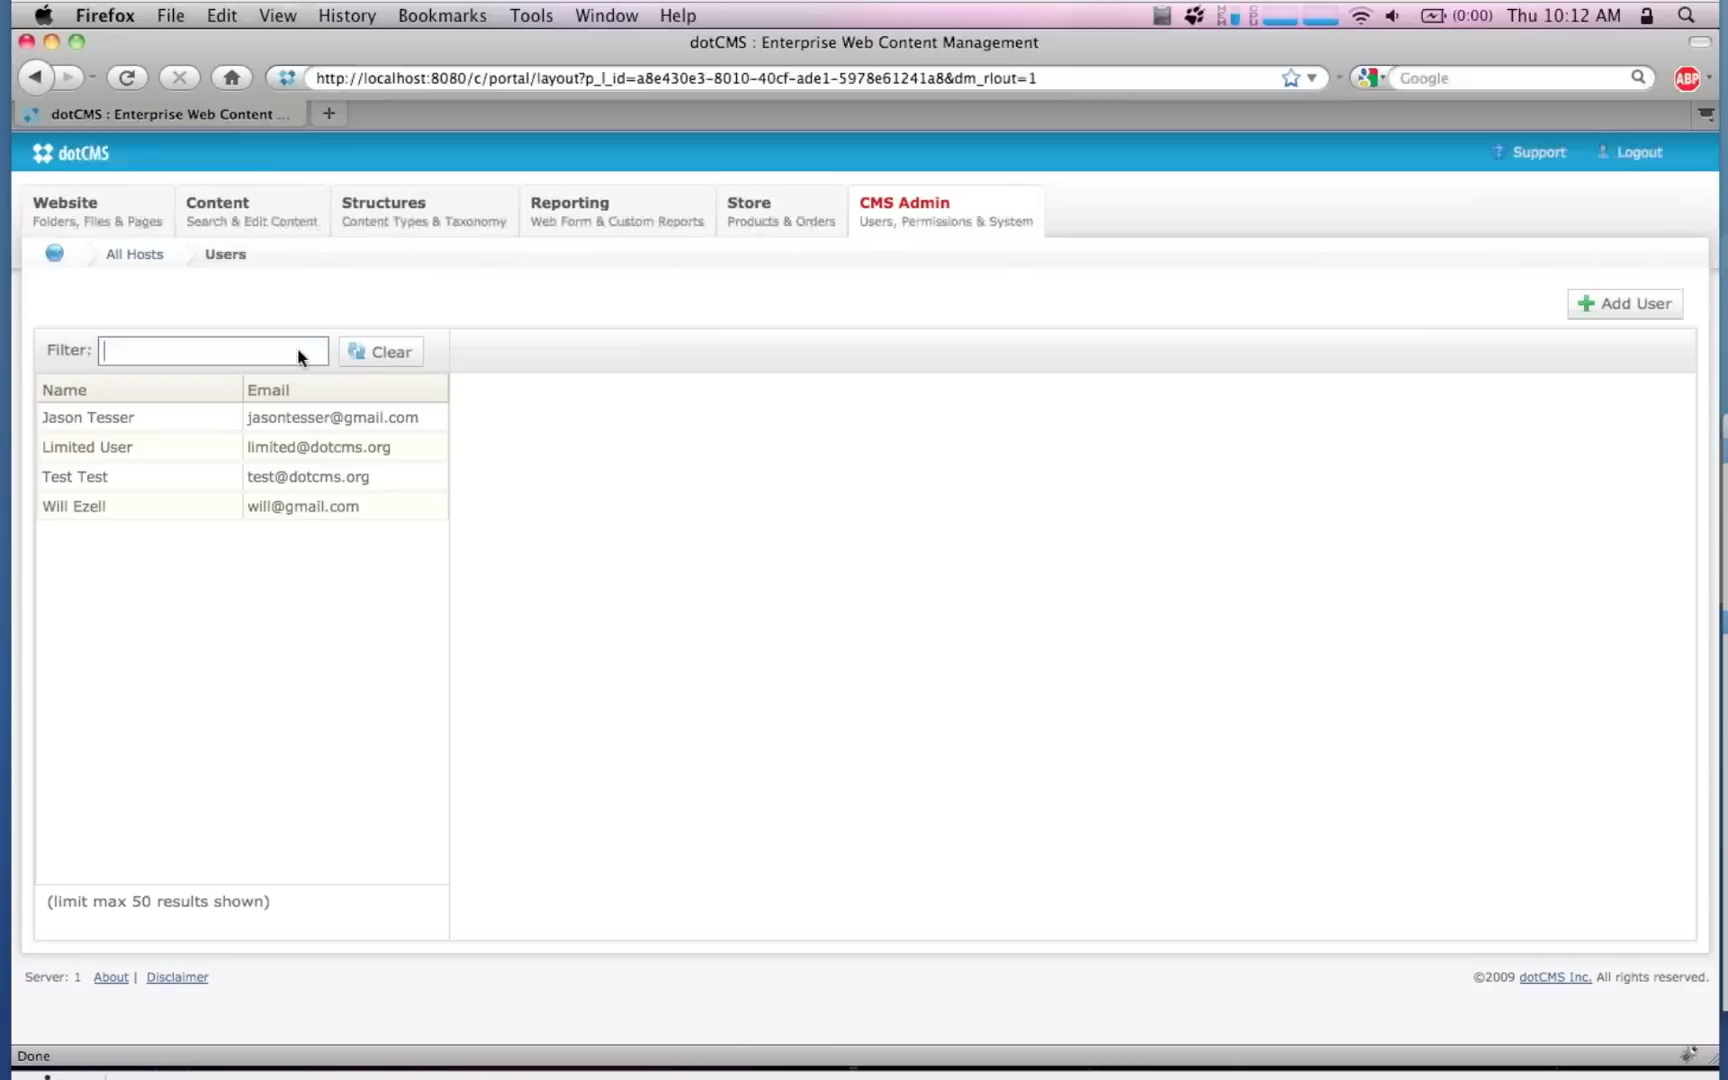 Firefox File Edit View History Bookmarks Tools Window Help (0:00) Thu 10:12 AM
dotCMS : Enterprise Web Content Management
http://localhost:8080/c/portal/layout?p_l_id=a8e430e3-8010-40cf-ade1-5978e61241a8&dm_rlout=1 Google ABP
dotCMS : Enterprise Web Content ... +
dotCMS ? Support Logout
Website Content Structures Reporting Store CMS Admin
Folders, Files & Pages Search & Edit Content Content Types & Taxonomy Web Form & Custom Reports Products & Orders Users, Permissions & System
All Hosts Users
Add User
Filter: Clear
Name Email
Jason Tesser jasontesser@gmail.com
Limited User limited@dotcms.org
Test Test test@dotcms.org
Will Ezell will@gmail.com
(limit max 50 results shown)
Server: 1 About | Disclaimer ©2009 dotCMS Inc. All rights reserved.
Done